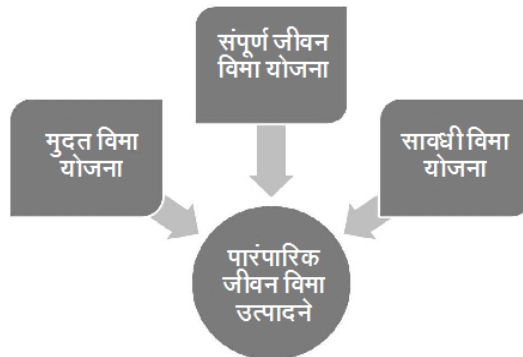 संपूर्ण जीवन
विमा योजना
मुदत विमा
योजना
सावधी विमा
योजना
पारंपारिक
जीवन विमा
उत्पादने